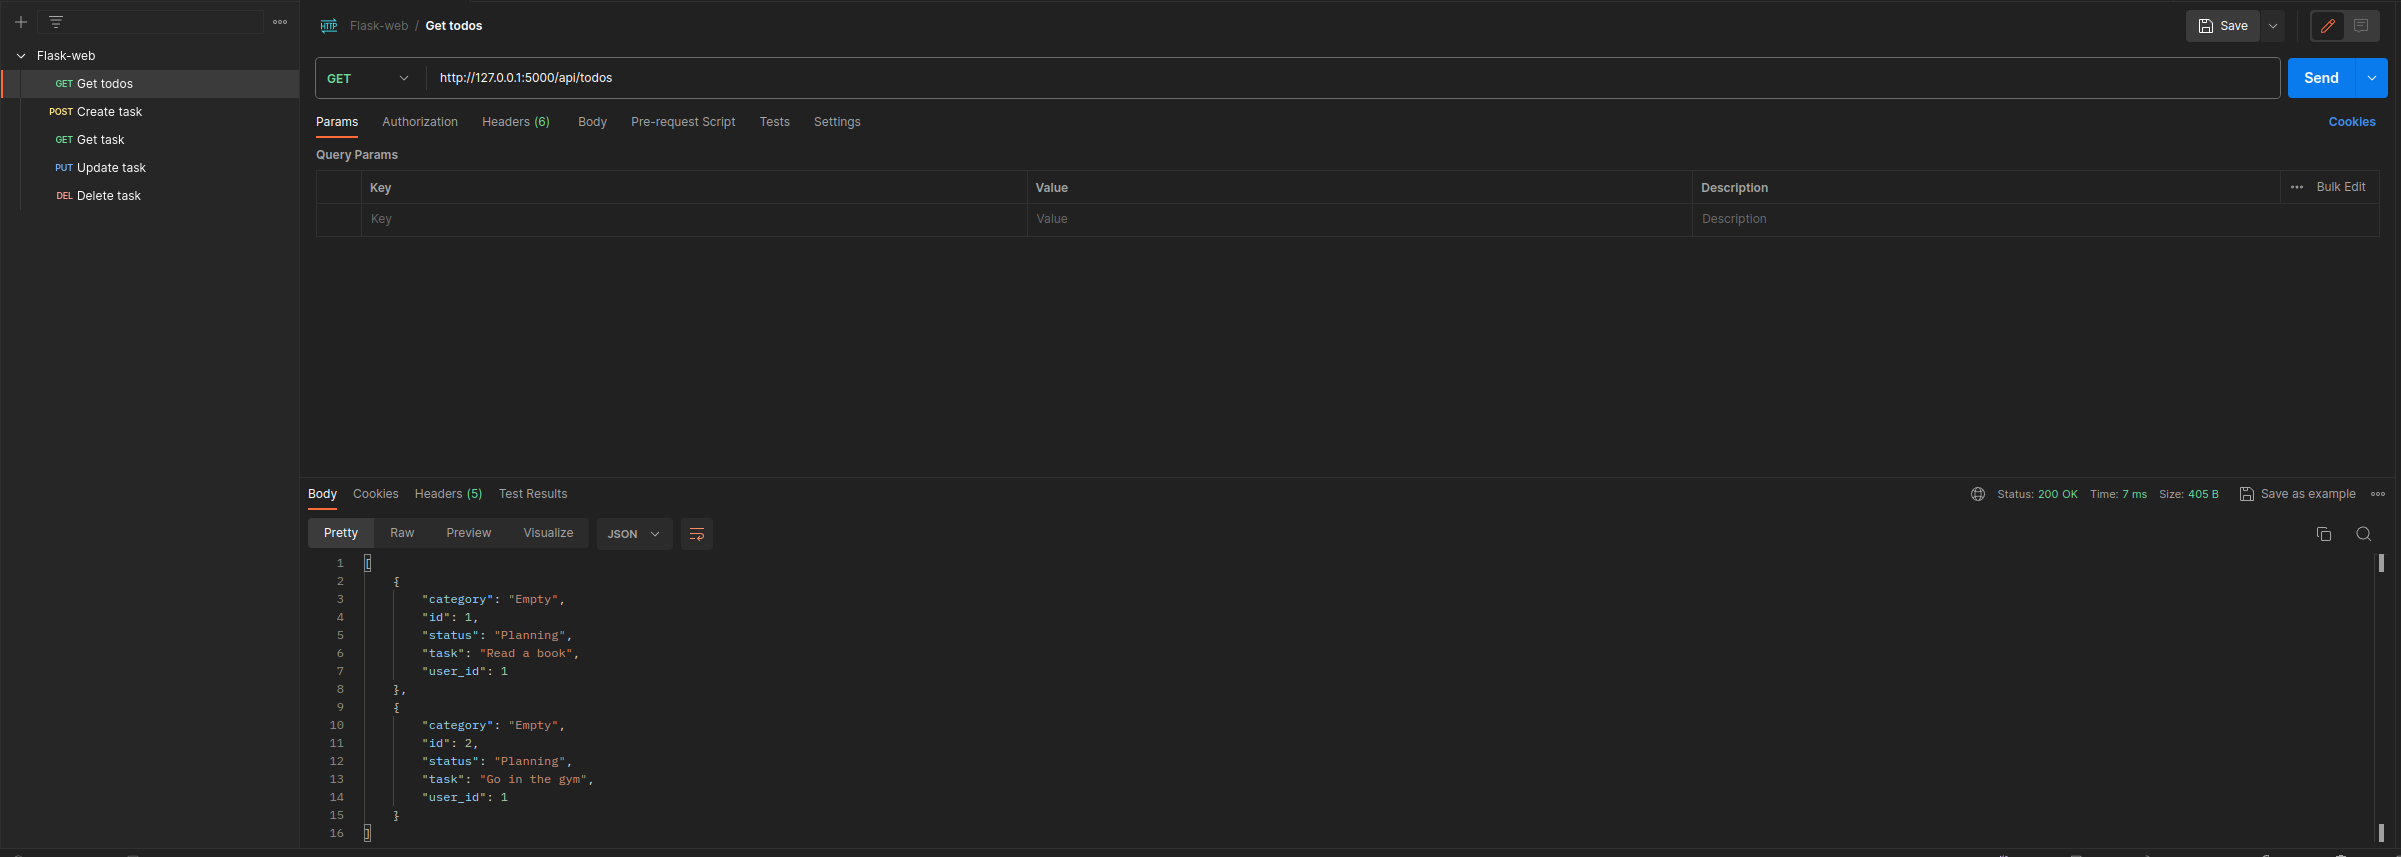 Flask-web
GET Get todos
POST Create task
GET Get task
PUT Update task
DEL Delete task
HTTP Flask-web / Get todos
Save
GET http://127.0.0.1:5000/api/todos Send
Params Authorization Headers (6) Body Pre-request Script Tests Settings Cookies
Query Params
Key Value Description Bulk Edit
Key Value Description
Body Cookies Headers (5) Test Results Status: 200 OK Time: 7 ms Size: 405 B Save as example
Pretty Raw Preview Visualize JSON
1 [
2 {
3 "category": "Empty",
4 "id": 1,
5 "status": "Planning",
6 "task": "Read a book",
7 "user_id": 1
8 },
9 {
10 "category": "Empty",
11 "id": 2,
12 "status": "Planning",
13 "task": "Go in the gym",
14 "user_id": 1
15 }
16 ]